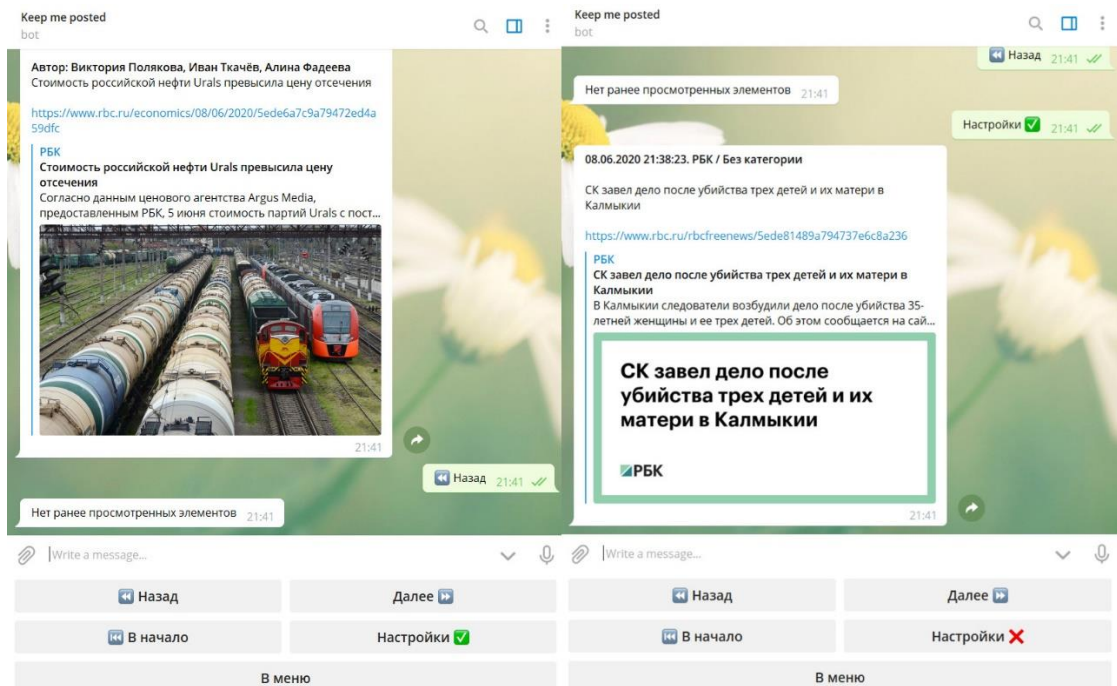 Keep me posted
bot
Автор: Виктория Полякова, Иван Ткачёв, Алина Фадеева
Стоимость российской нефти Urals превысила цену отсечения
https://www.rbc.ru/economics/08/06/2020/5ede6a7c9a79472ed4a
59dfc
РБК
Стоимость российской нефти Urals превысила цену
отсечения
Согласно данным ценового агентства Argus Media,
предоставленным РБК, 5 июня стоимость партий Urals с пост...
21:41
Назад 21:41
Нет ранее просмотренных элементов 21:41
Write a message...
Назад
Далее
В начало
Настройки ✅
В меню
Keep me posted
bot
Назад 21:41
Нет ранее просмотренных элементов 21:41
Настройки ✅ 21:41
08.06.2020 21:38:23. РБК / Без категории
СК завел дело после убийства трех детей и их матери в
Калмыкии
https://www.rbc.ru/rbcfreenews/5ede81489a794737e6c8a236
РБК
СК завел дело после убийства трех детей и их матери в
Калмыкии
В Калмыкии следователи возбудили дело после убийства 35-
летней женщины и ее трех детей. Об этом сообщается на сай...
СК завел дело после
убийства трех детей и их
матери в Калмыкии
РБК
21:41
Write a message...
Назад
Далее
В начало
Настройки ❌
В меню